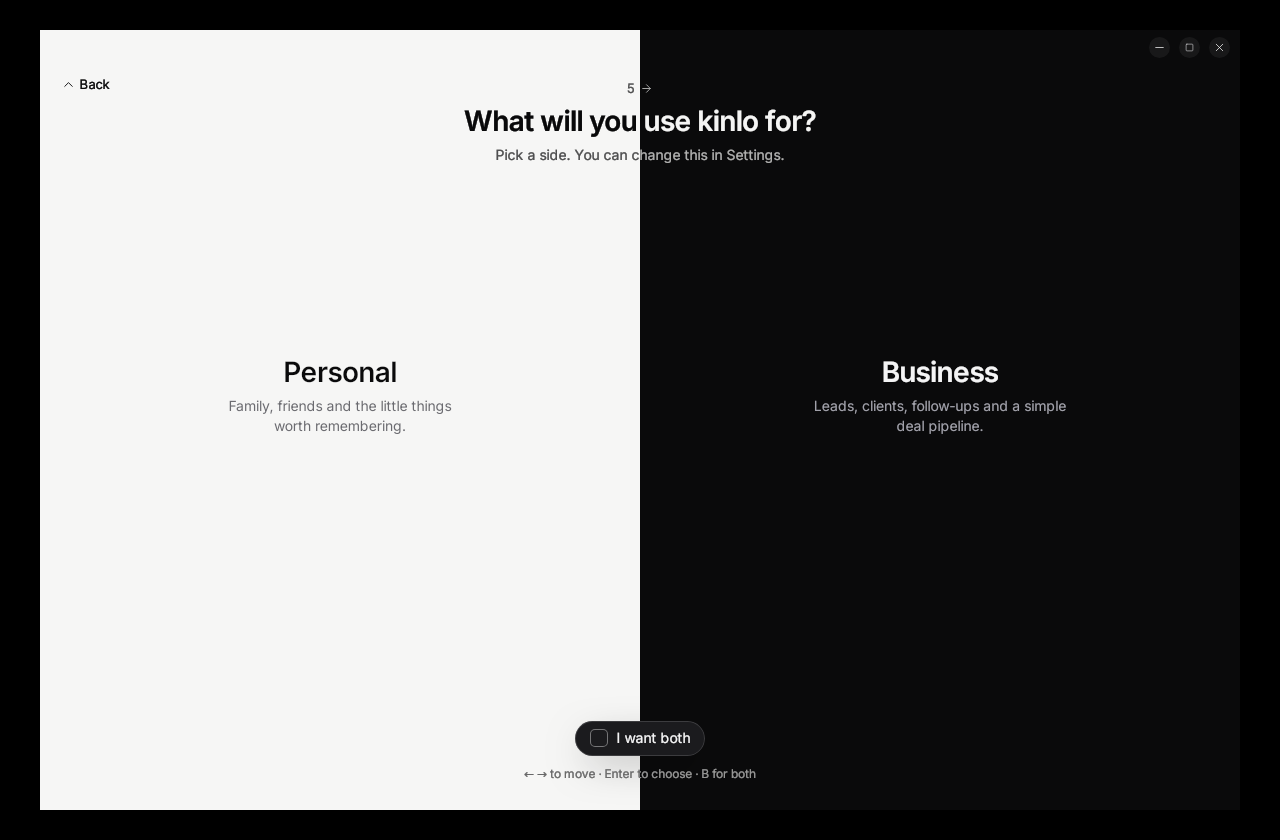 Back
5 →
What will you use kinlo for?
Pick a side. You can change this in Settings.
Personal
Family, friends and the little things
worth remembering.
Business
Leads, clients, follow-ups and a simple
deal pipeline.
I want both
← → to move · Enter to choose · B for both